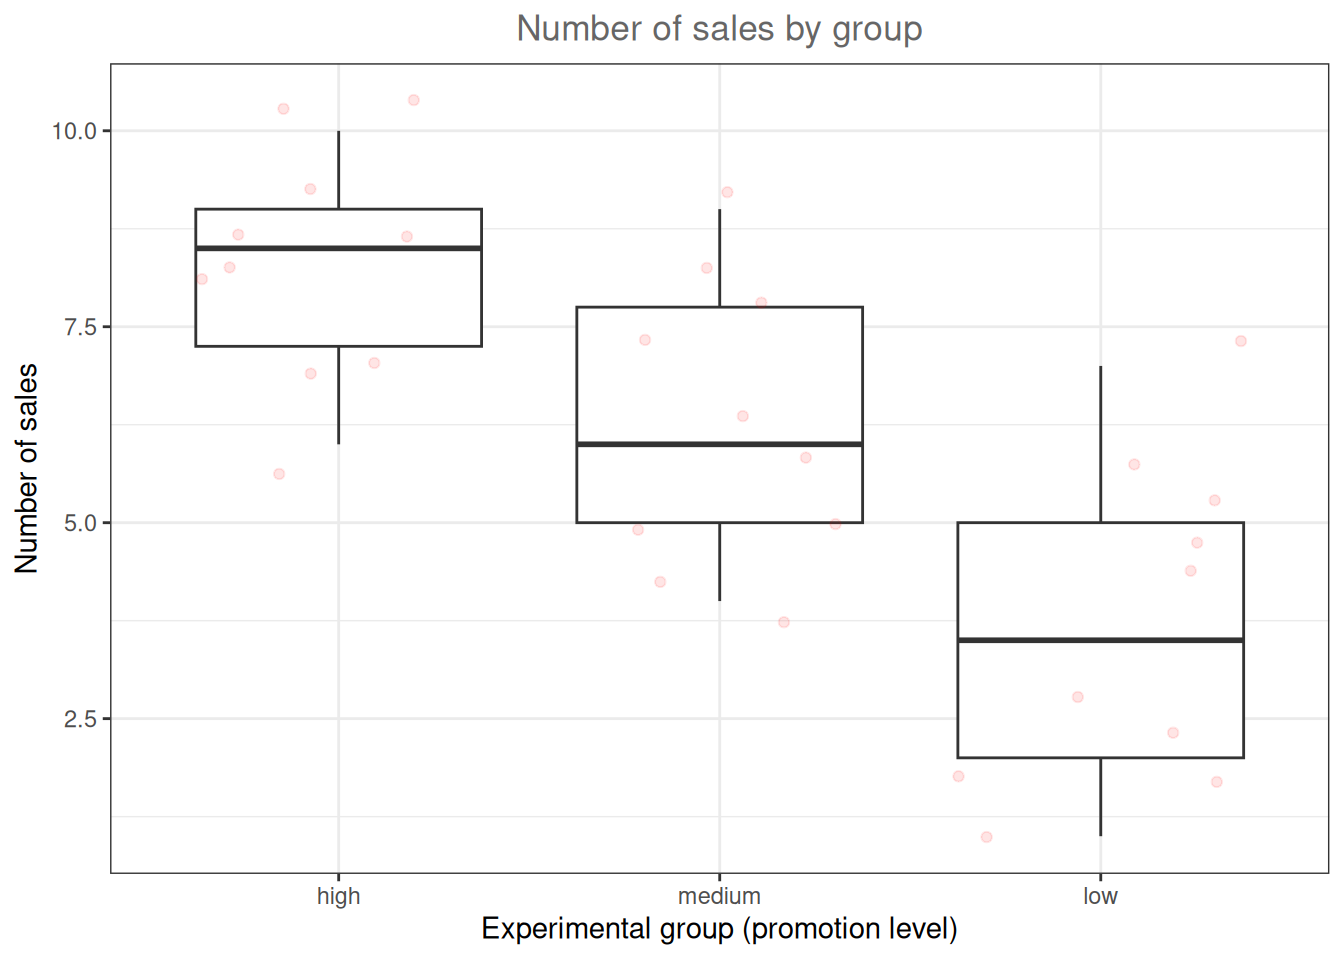 Number of sales by group
10.0
7.5
5.0
2.5
Number of sales
high
medium
low
Experimental group (promotion level)